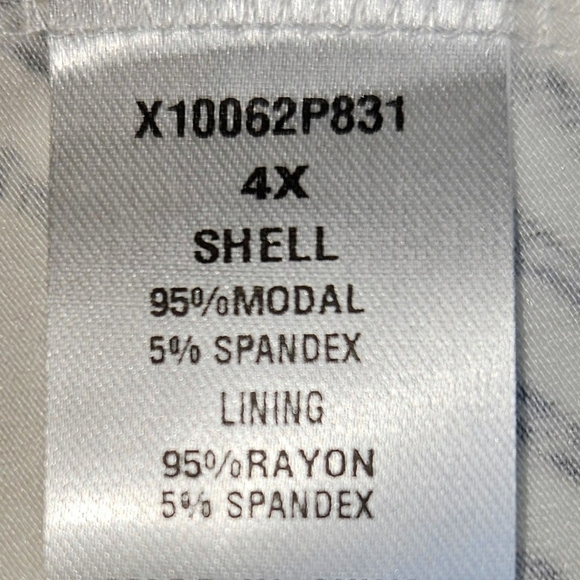 X10062P831
4X
SHELL
95%MODAL
5% SPANDEX
LINING
95%RAYON
5% SPANDEX